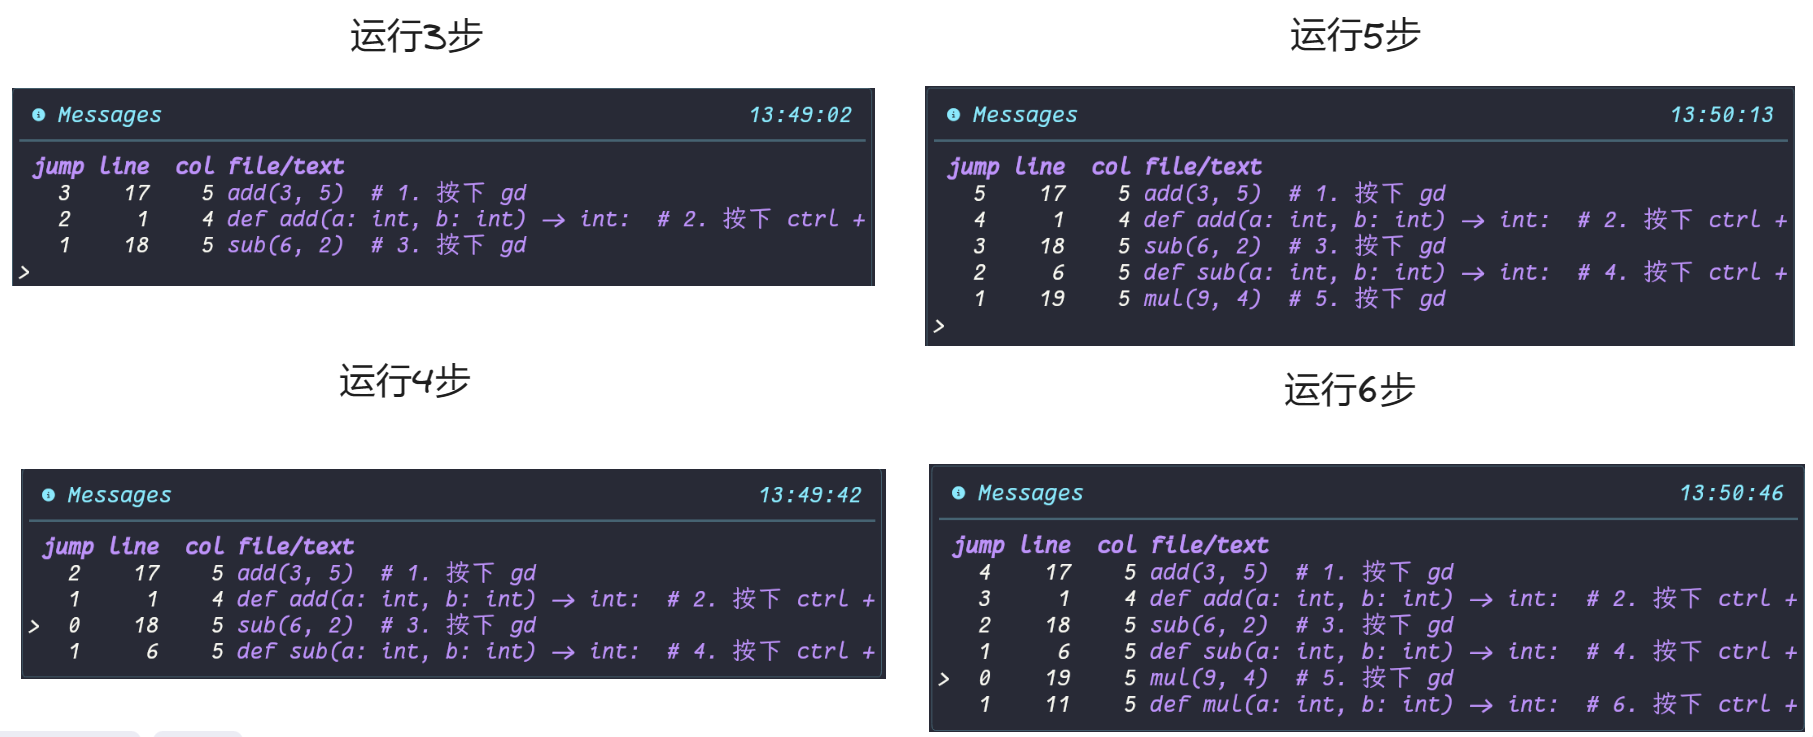 运行3步
Messages 13:49:02
jump line col file/text
3 17 5 add(3, 5) # 1. 按下 gd
2 1 4 def add(a: int, b: int) → int: # 2. 按下 ctrl +
1 18 5 sub(6, 2) # 3. 按下 gd
>
运行4步
Messages 13:49:42
jump line col file/text
2 17 5 add(3, 5) # 1. 按下 gd
1 1 4 def add(a: int, b: int) → int: # 2. 按下 ctrl +
> 0 18 5 sub(6, 2) # 3. 按下 gd
1 6 5 def sub(a: int, b: int) → int: # 4. 按下 ctrl +
运行5步
Messages 13:50:13
jump line col file/text
5 17 5 add(3, 5) # 1. 按下 gd
4 1 4 def add(a: int, b: int) → int: # 2. 按下 ctrl +
3 18 5 sub(6, 2) # 3. 按下 gd
2 6 5 def sub(a: int, b: int) → int: # 4. 按下 ctrl +
1 19 5 mul(9, 4) # 5. 按下 gd
>
运行6步
Messages 13:50:46
jump line col file/text
4 17 5 add(3, 5) # 1. 按下 gd
3 1 4 def add(a: int, b: int) → int: # 2. 按下 ctrl +
2 18 5 sub(6, 2) # 3. 按下 gd
1 6 5 def sub(a: int, b: int) → int: # 4. 按下 ctrl +
> 0 19 5 mul(9, 4) # 5. 按下 gd
1 11 5 def mul(a: int, b: int) → int: # 6. 按下 ctrl +